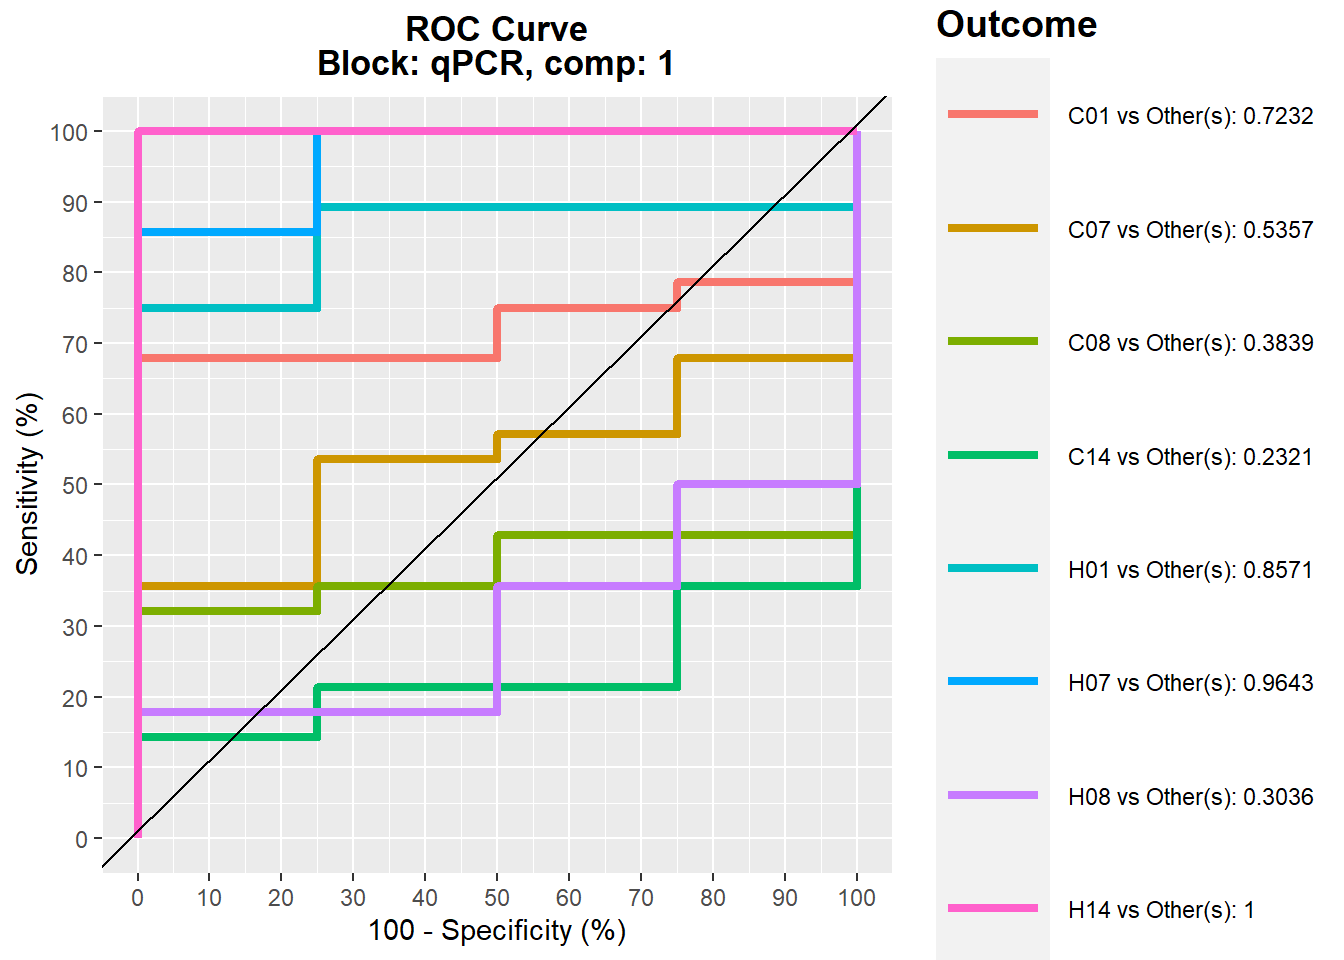 ROC Curve
Block: qPCR, comp: 1
Sensitivity (%)
100
90
80
70
60
50
40
30
20
10
0
0 10 20 30 40 50 60 70 80 90 100
100 - Specificity (%)
Outcome
C01 vs Other(s): 0.7232
C07 vs Other(s): 0.5357
C08 vs Other(s): 0.3839
C14 vs Other(s): 0.2321
H01 vs Other(s): 0.8571
H07 vs Other(s): 0.9643
H08 vs Other(s): 0.3036
H14 vs Other(s): 1